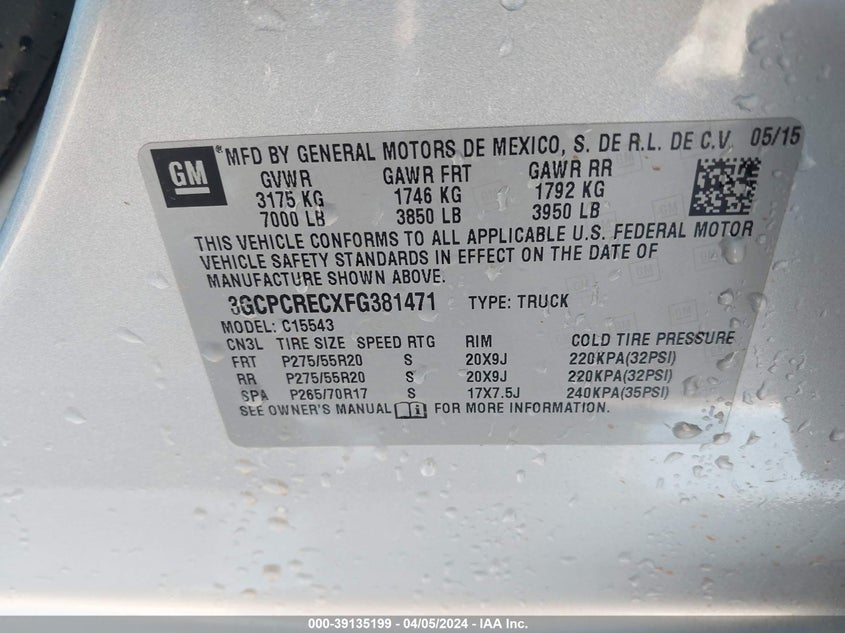 GM ® MFD BY GENERAL MOTORS DE MEXICO, S. DE R.L. DE C.V. 05/15
GVWR GAWR FRT GAWR RR
3175 KG 1746 KG 1792 KG
7000 LB 3850 LB 3950 LB
THIS VEHICLE CONFORMS TO ALL APPLICABLE U.S. FEDERAL MOTOR
VEHICLE SAFETY STANDARDS IN EFFECT ON THE DATE OF
MANUFACTURE SHOWN ABOVE.
3GCPCRECXFG381471 TYPE: TRUCK
MODEL: C15543
CN3L TIRE SIZE SPEED RTG RIM COLD TIRE PRESSURE
FRT P275/55R20 S 20X9J 220KPA(32PSI)
RR P275/55R20 S 20X9J 220KPA(32PSI)
SPA P265/70R17 S 17X7.5J 240KPA(35PSI)
SEE OWNER'S MANUAL FOR MORE INFORMATION.
000-39135199 - 04/05/2024 - IAA Inc.